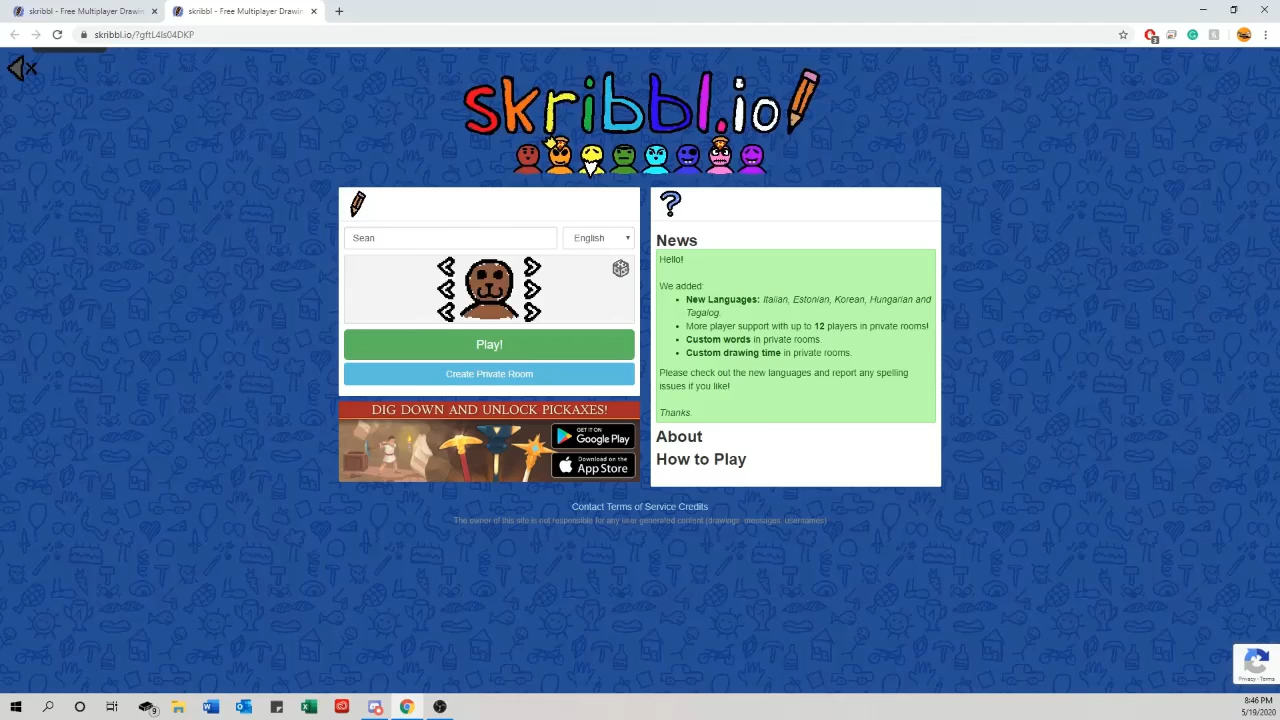 skribbl - Free Multiplayer Drawin
skribbl - Free Multiplayer Drawin
skribbl.io/?gftL4Is04DKP
skribbl.io
Sean
English
Play!
Create Private Room
DIG DOWN AND UNLOCK PICKAXES!
GET IT ON
Google Play
Download on the
App Store
?
News
Hello!
We added:
New Languages: Italian, Estonian, Korean, Hungarian and
Tagalog.
More player support with up to 12 players in private rooms!
Custom words in private rooms.
Custom drawing time in private rooms.
Please check out the new languages and report any spelling
issues if you like!
Thanks.
About
How to Play
Contact Terms of Service Credits
The owner of this site is not responsible for any user generated content (drawings, messages, usernames)
Privacy - Terms
8:46 PM
5/19/2020